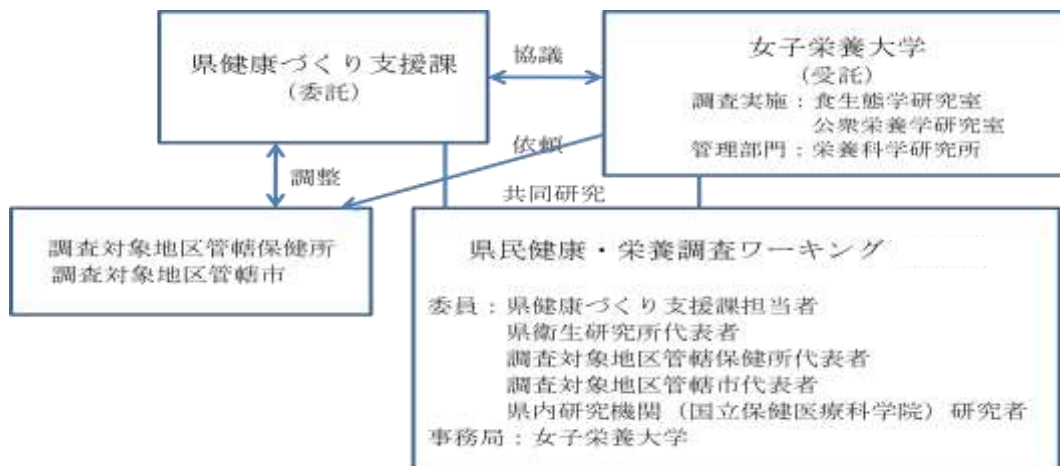 県健康づくり支援課
(委託)
協議
女子栄養大学
(受託)
調査実施:食生態学研究室
公衆栄養学研究室
管理部門:栄養科学研究所
依頼
調整
共同研究
調査対象地区管轄保健所
調査対象地区管轄市
県民健康・栄養調査ワーキング
委員:県健康づくり支援課担当者
県衛生研究所代表者
調査対象地区管轄保健所代表者
調査対象地区管轄市代表者
県内研究機関(国立保健医療科学院)研究者
事務局:女子栄養大学